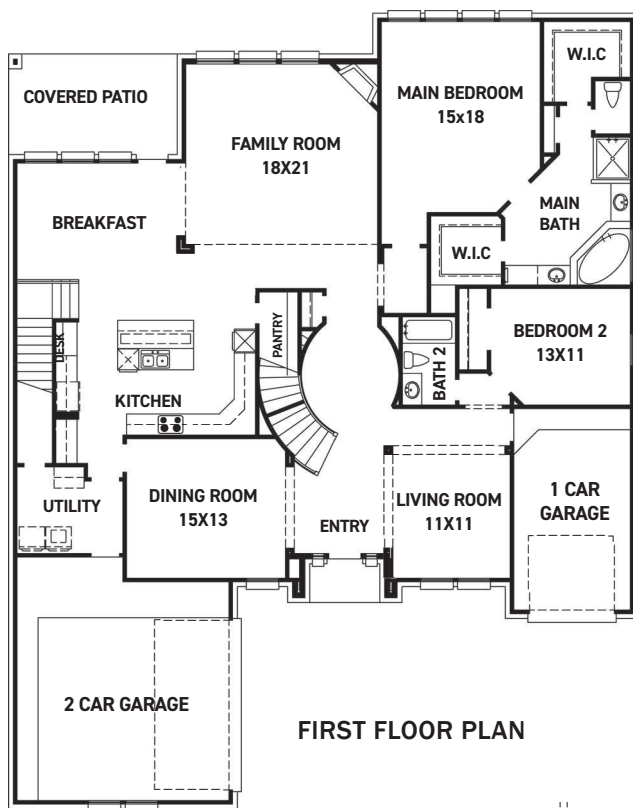 W.I.C
COVERED PATIO
MAIN BEDROOM
15x18
FAMILY ROOM
18X21
BREAKFAST
MAIN
BATH
W.I.C
PANTRY
DESK
BEDROOM 2
13X11
BATH 2
KITCHEN
DINING ROOM
15X13
LIVING ROOM
11X11
1 CAR
GARAGE
UTILITY
ENTRY
2 CAR GARAGE
FIRST FLOOR PLAN